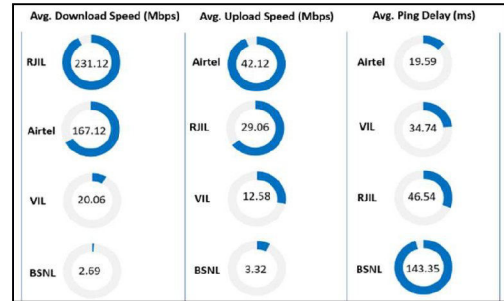 Avg. Download Speed (Mbps)
RJIL 231.12
Airtel 167.12
VIL 20.06
BSNL 2.69
Avg. Upload Speed (Mbps)
Airtel 42.12
RJIL 29.06
VIL 12.58
BSNL 3.32
Avg. Ping Delay (ms)
Airtel 19.59
VIL 34.74
RJIL 46.54
BSNL 143.35